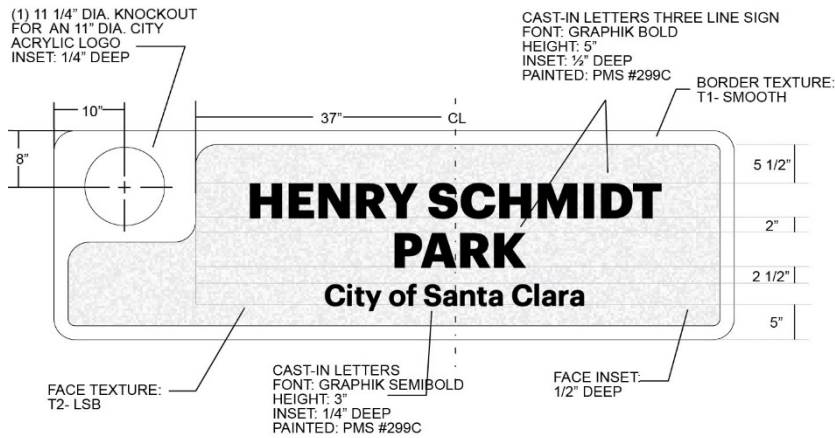 (1) 11 1/4” DIA. KNOCKOUT
FOR AN 11” DIA. CITY
ACRYLIC LOGO
INSET: 1/4” DEEP
CAST-IN LETTERS THREE LINE SIGN
FONT: GRAPHIK BOLD
HEIGHT: 5”
INSET: ½” DEEP
PAINTED: PMS #299C
BORDER TEXTURE:
T1- SMOOTH
10”
37”
CL
8”
5 1/2”
HENRY SCHMIDT
PARK
2”
2 1/2”
City of Santa Clara
5”
FACE TEXTURE:
T2- LSB
CAST-IN LETTERS
FONT: GRAPHIK SEMIBOLD
HEIGHT: 3”
INSET: 1/4” DEEP
PAINTED: PMS #299C
FACE INSET:
1/2” DEEP